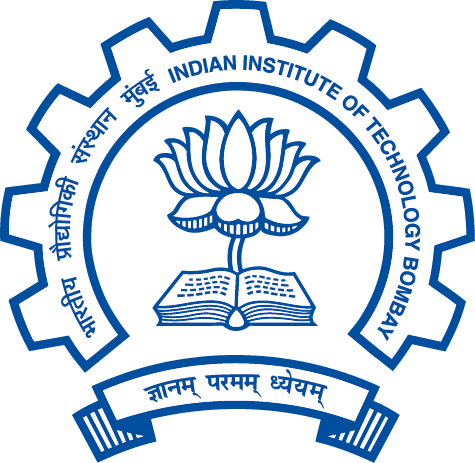 भारतीय प्रौद्योगिकी संस्थान मुंबई INDIAN INSTITUTE OF TECHNOLOGY BOMBAY
ज्ञानम् परमम् ध्येयम्